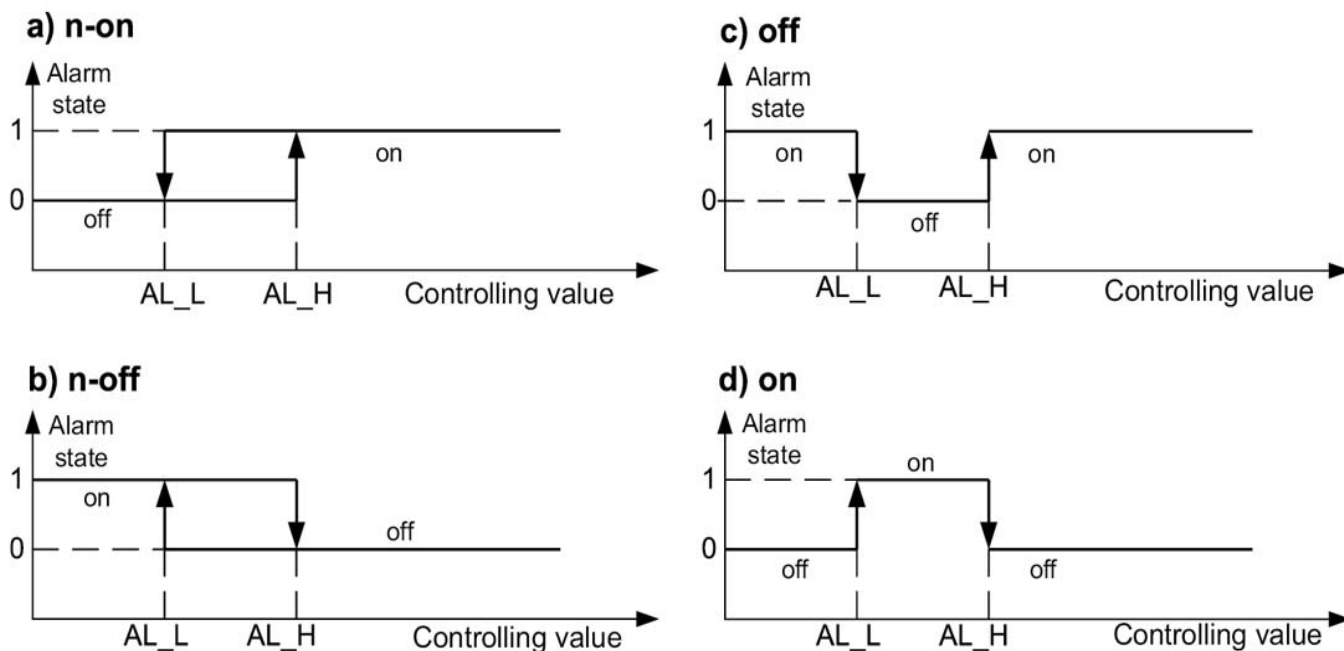 a) n-on
Alarm
state
1
on
0
off
AL_L
AL_H
Controlling value
c) off
Alarm
state
1
on
on
0
off
AL_L
AL_H
Controlling value
b) n-off
Alarm
state
1
on
off
0
AL_L
AL_H
Controlling value
d) on
Alarm
state
on
1
0
off
off
AL_L
AL_H
Controlling value